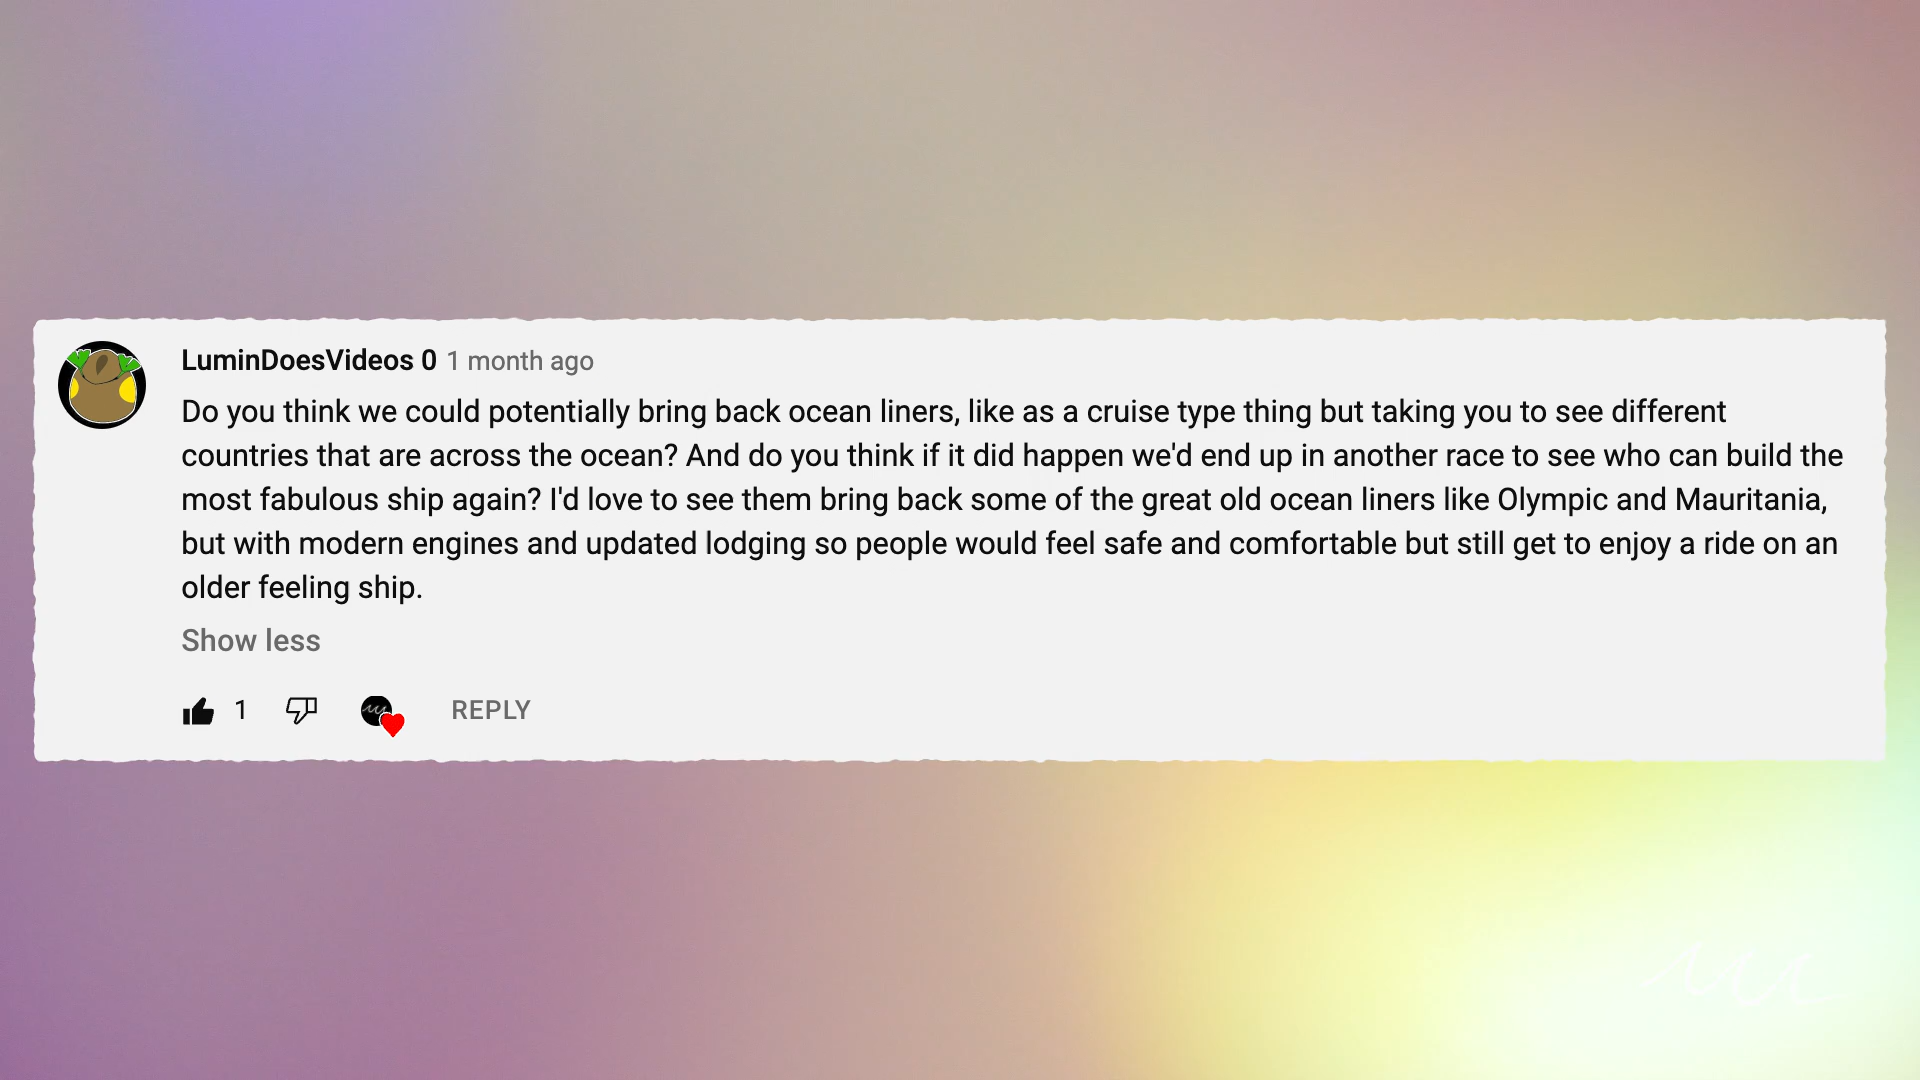 LuminDoesVideos 0 1 month ago
Do you think we could potentially bring back ocean liners, like as a cruise type thing but taking you to see different
countries that are across the ocean? And do you think if it did happen we'd end up in another race to see who can build the
most fabulous ship again? I'd love to see them bring back some of the great old ocean liners like Olympic and Mauritania,
but with modern engines and updated lodging so people would feel safe and comfortable but still get to enjoy a ride on an
older feeling ship.
Show less
1 REPLY